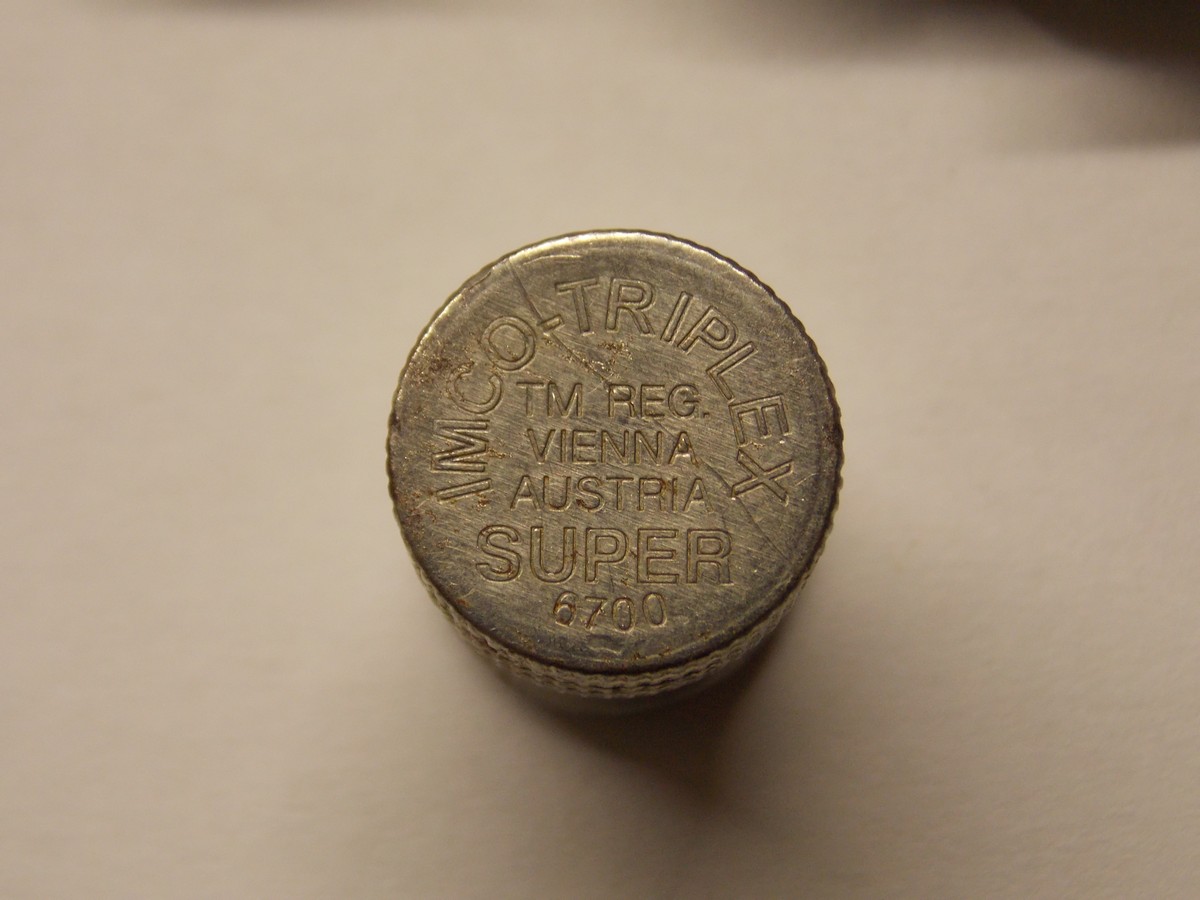 IMCO-TRIPLEX
TM REG.
VIENNA
AUSTRIA
SUPER
6700